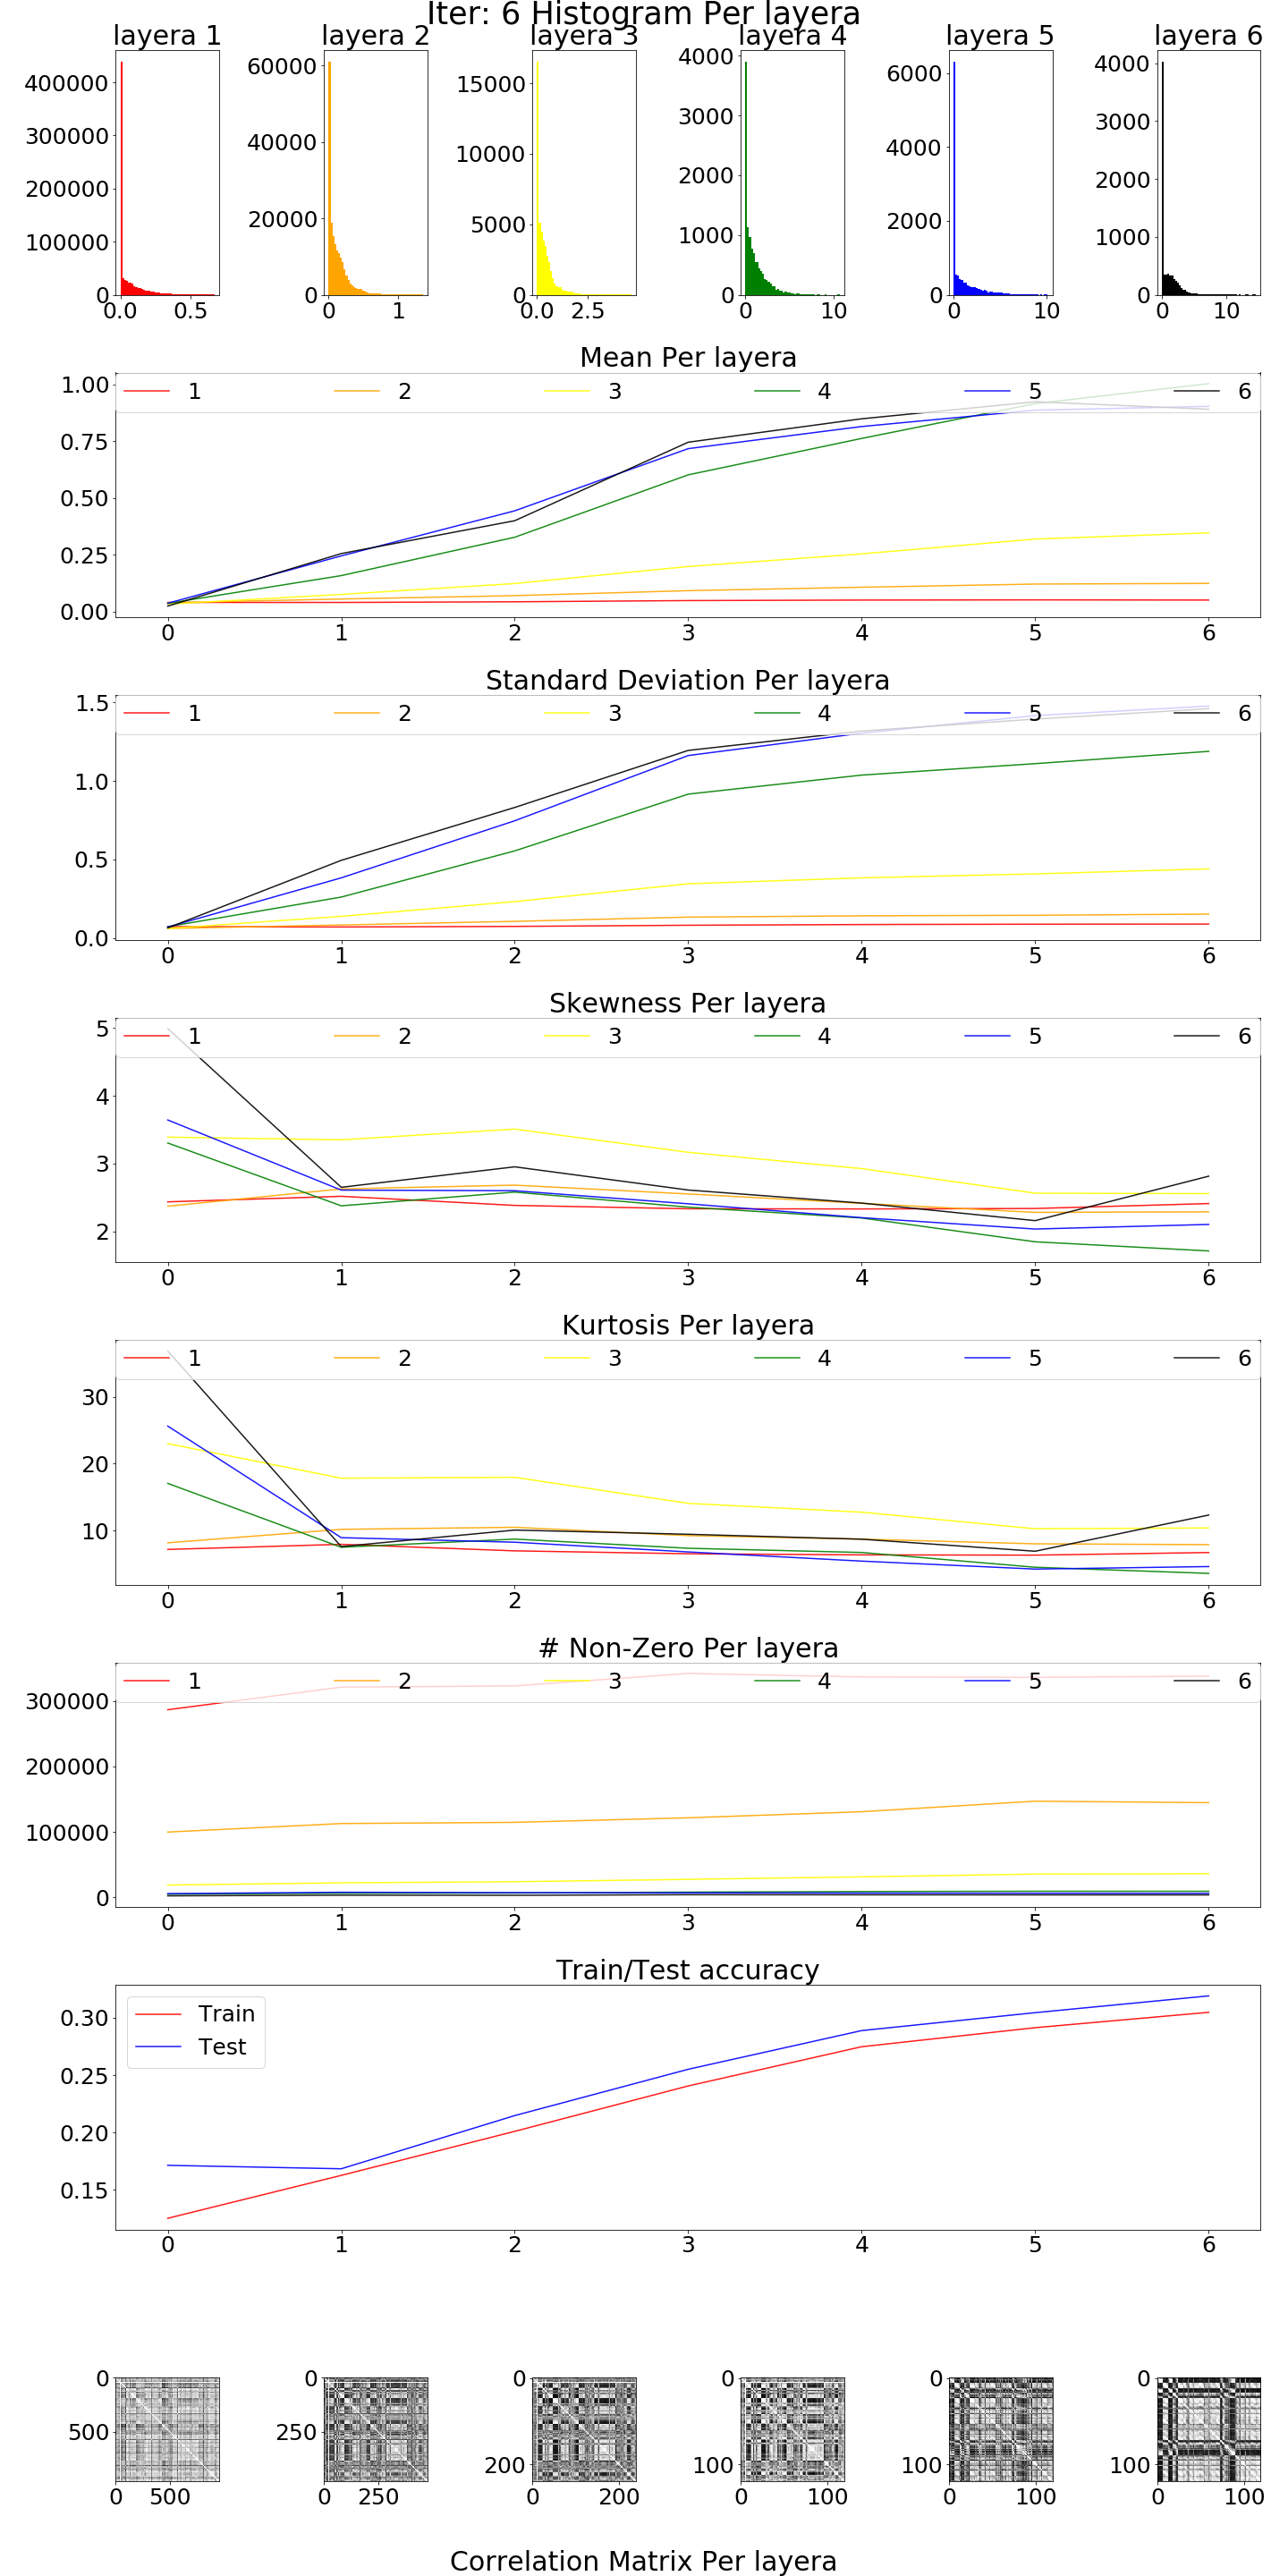 Iter: 6 Histogram Per layera
layera 1 layera 2 layera 3 layera 4 layera 5 layera 6
400000 300000 200000 100000 0
0.0 0.5
60000 40000 20000 0
0 1
15000 10000 5000 0
0.0 2.5
4000 3000 2000 1000 0
0 10
6000 4000 2000 0
0 10
4000 3000 2000 1000 0
0 10
Mean Per layera
1 2 3 4 5 6
1.00
0.75
0.50
0.25
0.00
0 1 2 3 4 5 6
Standard Deviation Per layera
1 2 3 4 5 6
1.5
1.0
0.5
0.0
0 1 2 3 4 5 6
Skewness Per layera
1 2 3 4 5 6
5
4
3
2
0 1 2 3 4 5 6
Kurtosis Per layera
1 2 3 4 5 6
30
20
10
0 1 2 3 4 5 6
# Non-Zero Per layera
1 2 3 4 5 6
300000
200000
100000
0
0 1 2 3 4 5 6
Train/Test accuracy
Train
Test
0.30
0.25
0.20
0.15
0 1 2 3 4 5 6
0 500
0 500
0 250
0 250
0 200
0 200
0 100
0 100
0 100
0 100
0 100
0 100
Correlation Matrix Per layera